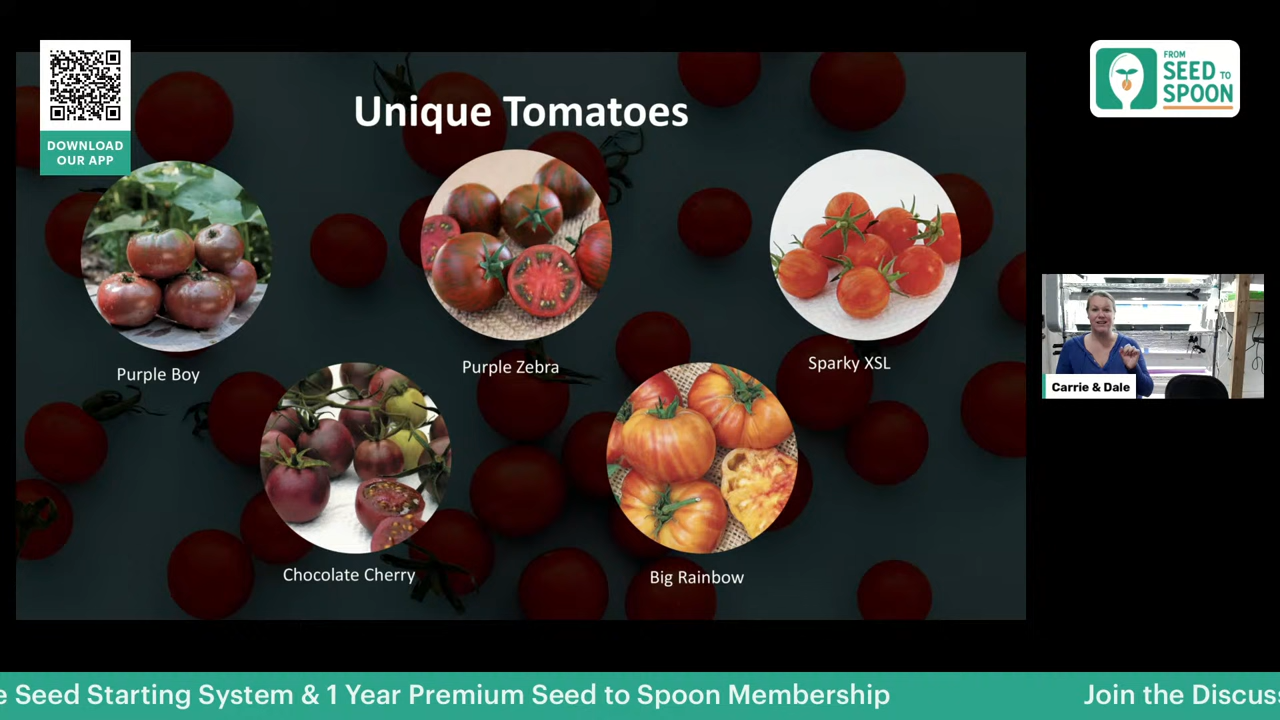 DOWNLOAD
OUR APP
Unique Tomatoes
FROM
SEED TO
SPOON
Purple Boy
Purple Zebra
Sparky XSL
Carrie & Dale
Chocolate Cherry
Big Rainbow
e Seed Starting System & 1 Year Premium Seed to Spoon Membership
Join the Discuss